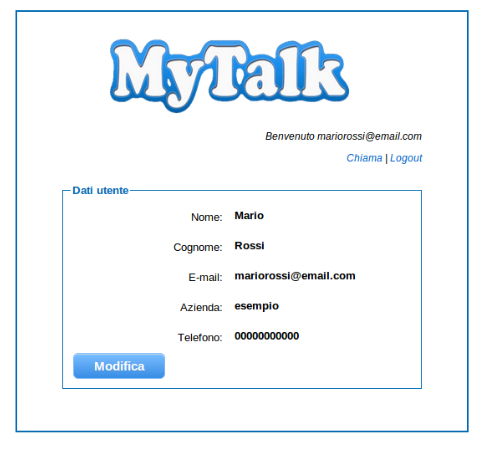 MyTalk
Benvenuto mariorossi@email.com
Chiama | Logout
Dati utente
Nome: Mario
Cognome: Rossi
E-mail: mariorossi@email.com
Azienda: esempio
Telefono: 00000000000
Modifica